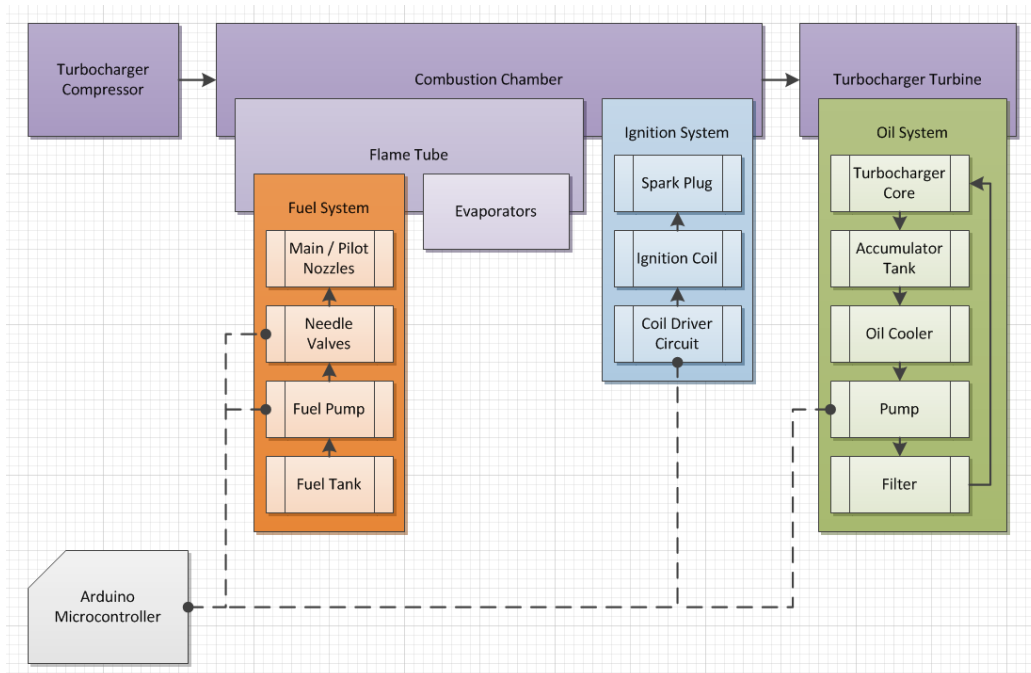 Turbocharger
Compressor
Combustion Chamber
Turbocharger Turbine
Flame Tube
Ignition System
Oil System
Fuel System
Evaporators
Main / Pilot
Nozzles
Needle
Valves
Fuel Pump
Fuel Tank
Spark Plug
Ignition Coil
Coil Driver
Circuit
Turbocharger
Core
Accumulator
Tank
Oil Cooler
Pump
Filter
Arduino
Microcontroller